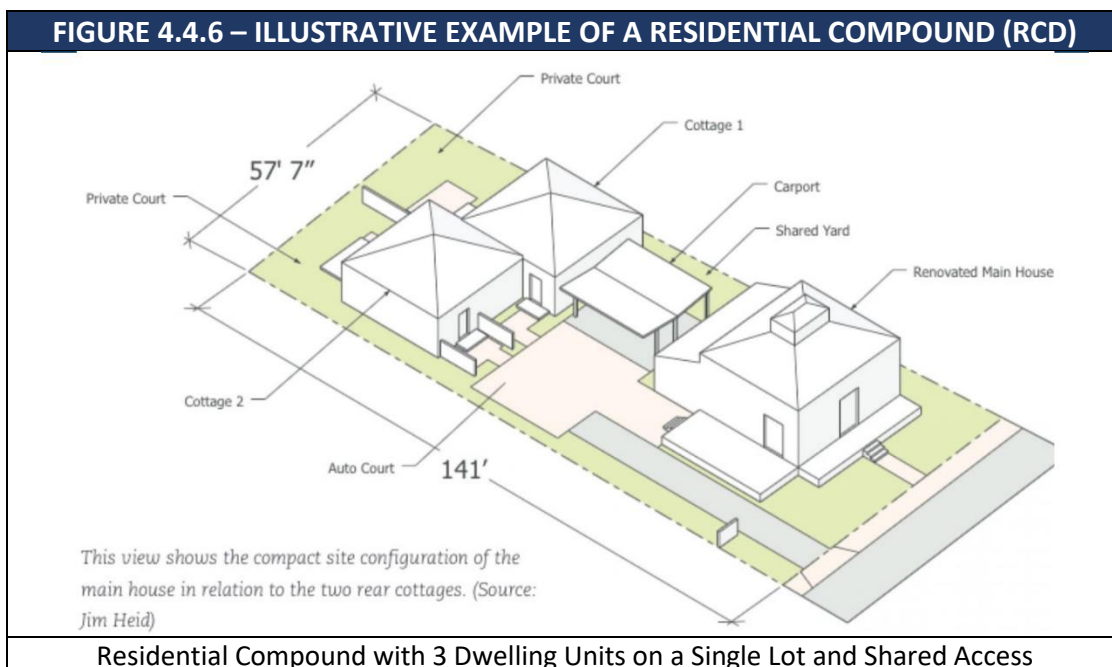 FIGURE 4.4.6 – ILLUSTRATIVE EXAMPLE OF A RESIDENTIAL COMPOUND (RCD)
Private Court
Cottage 1
57' 7"
Carport
Private Court
Shared Yard
Renovated Main House
Cottage 2
Auto Court
141'
This view shows the compact site configuration of the
main house in relation to the two rear cottages. (Source:
Jim Heid)
Residential Compound with 3 Dwelling Units on a Single Lot and Shared Access